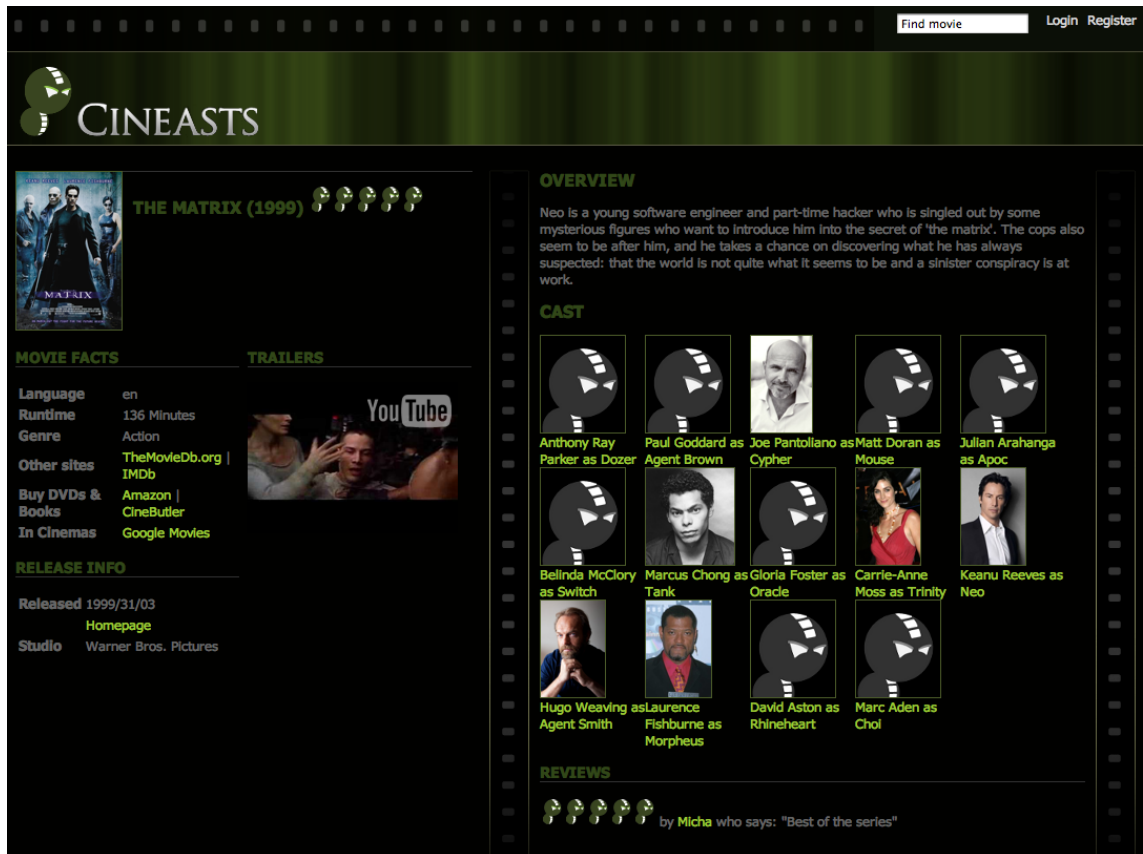 Find movie
Login Register
CINEASTS
THE MATRIX (1999)
MATRIX
MOVIE FACTS
Language en
Runtime 136 Minutes
Genre Action
Other sites TheMovieDb.org |
IMDb
Buy DVDs & Amazon |
Books CineButler
In Cinemas Google Movies
TRAILERS
YouTube
RELEASE INFO
Released 1999/31/03
Homepage
Studio Warner Bros. Pictures
OVERVIEW
Neo is a young software engineer and part-time hacker who is singled out by some
mysterious figures who want to introduce him into the secret of 'the matrix'. The cops also
seem to be after him, and he takes a chance on discovering what he has always
suspected: that the world is not quite what it seems to be and a sinister conspiracy is at
work.
CAST
Anthony Ray
Parker as Dozer
Paul Goddard as
Agent Brown
Joe Pantoliano as
Cypher
Matt Doran as
Mouse
Julian Arahanga
as Apoc
Belinda McClory
as Switch
Marcus Chong as
Tank
Gloria Foster as
Oracle
Carrie-Anne
Moss as Trinity
Keanu Reeves as
Neo
Hugo Weaving as
Agent Smith
Laurence
Fishburne as
Morpheus
David Aston as
Rhineheart
Marc Aden as
Choi
REVIEWS
by Micha who says: "Best of the series"